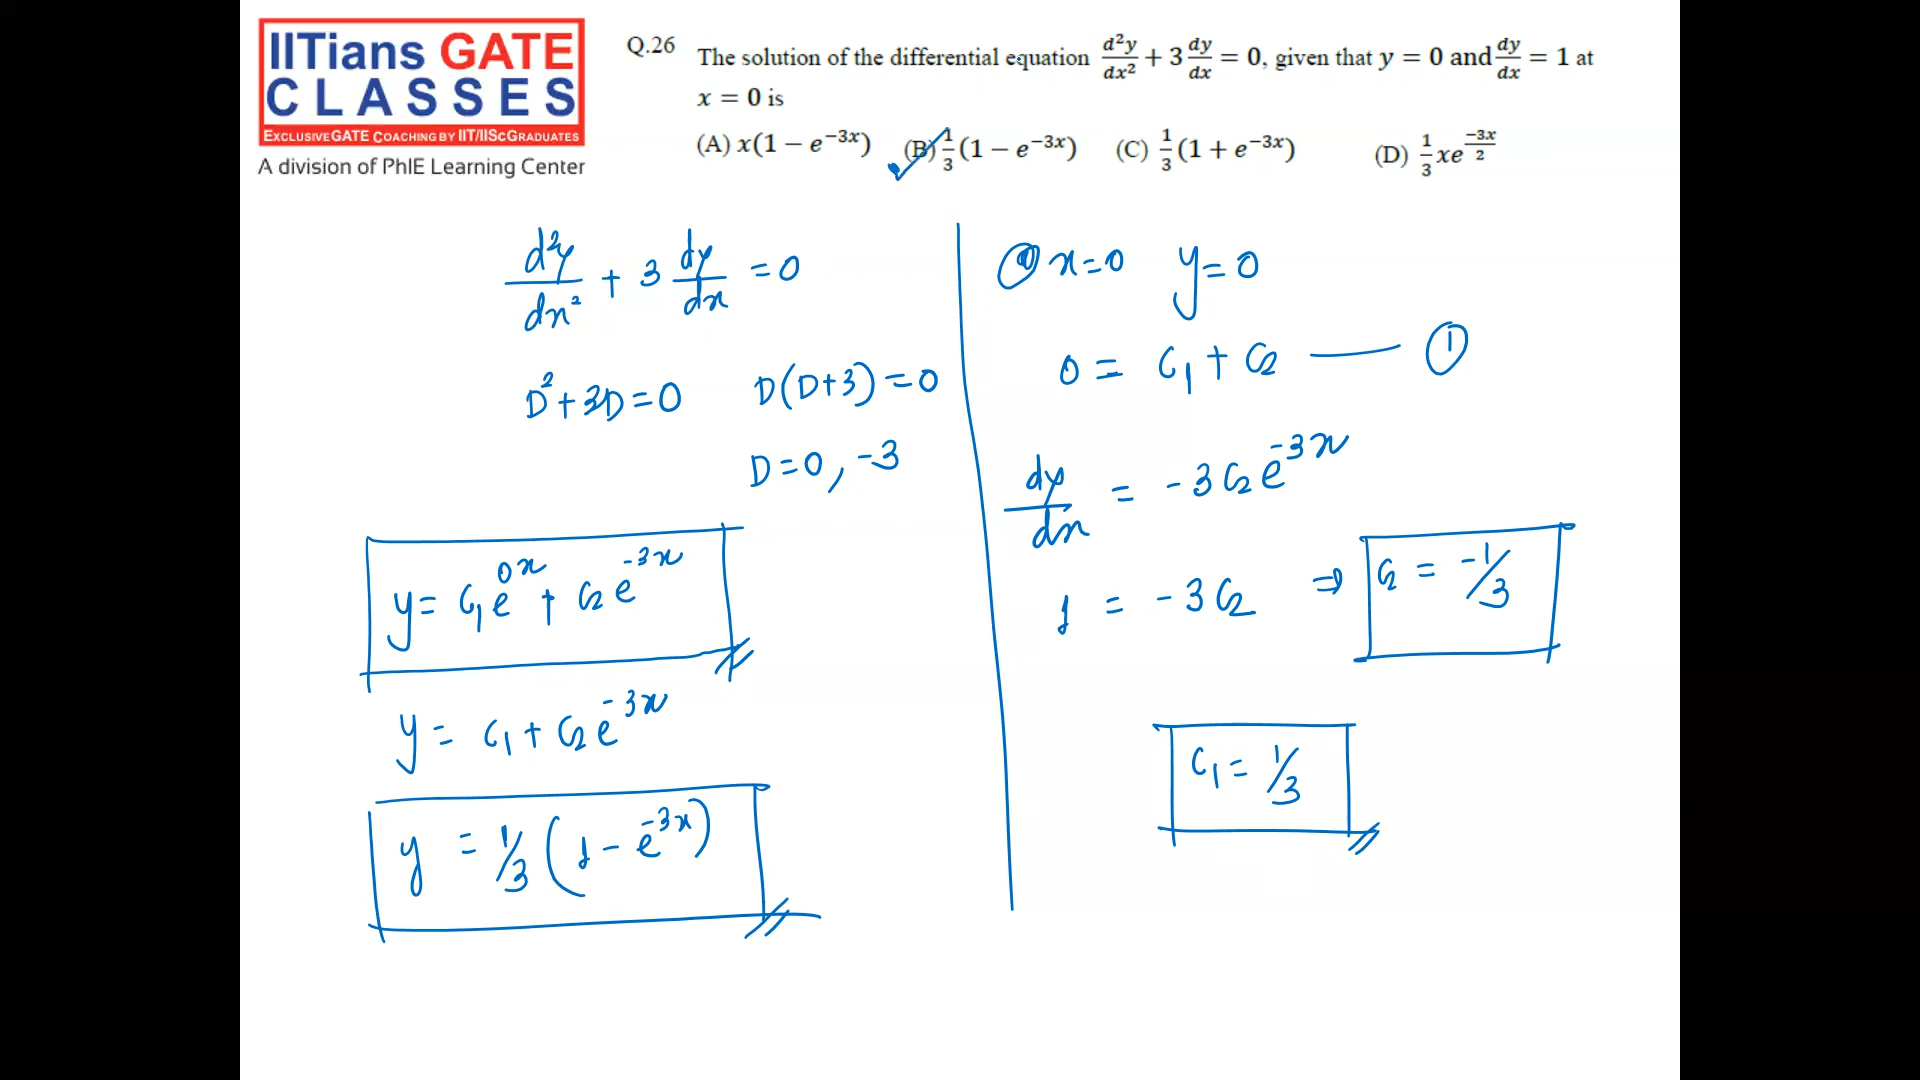 IITians GATE
CLASSES
EXCLUSIVE GATE COACHING BY IIT/IISc GRADUATES
A division of PhIE Learning Center
Q.26 The solution of the differential equation d²y/dx² + 3 dy/dx = 0, given that y = 0 and dy/dx = 1 at
x = 0 is
(A) x(1 − e^(−3x)) (B) 1/3 (1 − e^(−3x)) (C) 1/3 (1 + e^(−3x)) (D) 1/3 xe^(−3x/2)
d²y/dx² + 3 dy/dx = 0
D² + 3D = 0 D(D+3) = 0
D = 0, -3
y = C₁e^(0x) + C₂e^(-3x)
y = C₁ + C₂e^(-3x)
y = 1/3 (1 - e^(-3x))
@ x=0 y=0
0 = C₁ + C₂ —— ①
dy/dx = -3C₂e^(-3x)
1 = -3C₂ ⇒ C₂ = -1/3
C₁ = 1/3